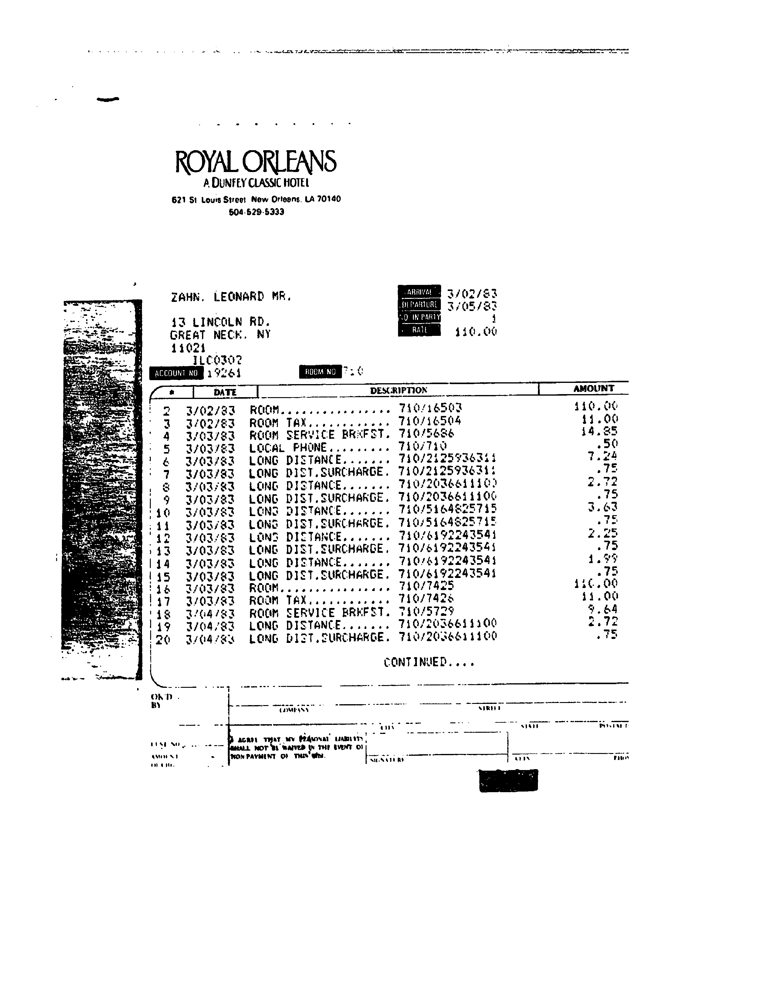 ROYAL ORLEANS
A DUNFEY CLASSIC HOTEL
621 St Louis Street New Orleans, LA 70140
504-529-5333
ZAHN, LEONARD MR.
ARRIVAL 3/02/83
DEPARTURE 3/05/83
NO. IN PARTY 1
RATE 110.00
13 LINCOLN RD.
GREAT NECK, NY
11021
ILC0302
ACCOUNT NO 19261 ROOM NO 710
# DATE DESCRIPTION AMOUNT
2 3/02/83 ROOM................ 710/16503 110.00
3 3/02/83 ROOM TAX............ 710/16504 11.00
4 3/03/83 ROOM SERVICE BRKFST. 710/5686 14.85
5 3/03/83 LOCAL PHONE......... 710/710 .50
6 3/03/83 LONG DISTANCE....... 710/2125936311 7.24
7 3/03/83 LONG DIST.SURCHARGE. 710/2125936311 .75
8 3/03/83 LONG DISTANCE....... 710/2036611100 2.72
9 3/03/83 LONG DIST.SURCHARGE. 710/2036611100 .75
10 3/03/83 LONG DISTANCE....... 710/5164825715 3.63
11 3/03/83 LONG DIST.SURCHARGE. 710/5164825715 .75
12 3/03/83 LONG DISTANCE....... 710/6192243541 2.25
13 3/03/83 LONG DIST.SURCHARGE. 710/6192243541 .75
14 3/03/83 LONG DISTANCE....... 710/6192243541 1.99
15 3/03/83 LONG DIST.SURCHARGE. 710/6192243541 .75
16 3/03/83 ROOM................ 710/7425 110.00
17 3/03/83 ROOM TAX............ 710/7426 11.00
18 3/04/83 ROOM SERVICE BRKFST. 710/5729 9.64
19 3/04/83 LONG DISTANCE....... 710/2036611100 2.72
20 3/04/83 LONG DIST.SURCHARGE. 710/2036611100 .75
CONTINUED....
OK'D BY
COMPANY STREET
CITY STATE
I AGREE THAT MY PERSONAL LIABILITY
SHALL NOT BE WAIVED IN THE EVENT OF
NON PAYMENT OF THIS
AMOUNT
SIGNATURE